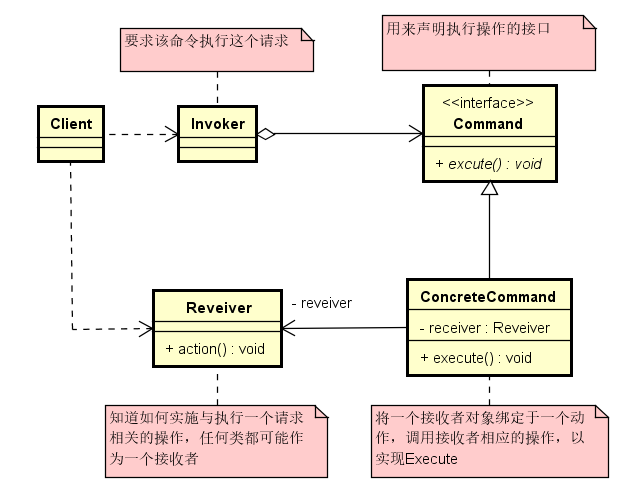 要求该命令执行这个请求
用来声明执行操作的接口
Client
Invoker
<<interface>>
Command
+ excute() : void
Reveiver
+ action() : void
- reveiver
ConcreteCommand
- receiver : Reveiver
+ execute() : void
知道如何实施与执行一个请求
相关的操作，任何类都可能作
为一个接收者
将一个接收者对象绑定于一个动
作，调用接收者相应的操作，以
实现Execute